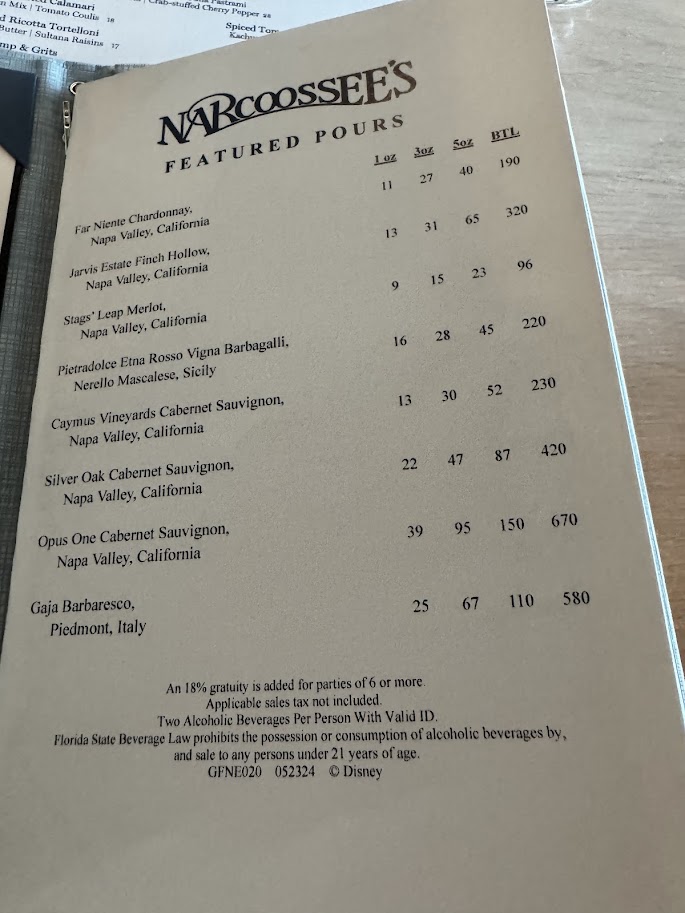 Calamari
Mix | Tomato Coulis 18
Ricotta Tortelloni
Butter | Sultana Raisins 17
& Grits
Pastrami
Crab-stuffed Cherry Pepper 28
Spiced
NARCOOSSEE'S
FEATURED POURS
1 oz 3oz 5oz BTL
Far Niente Chardonnay, 11 27 40 190
Napa Valley, California
Jarvis Estate Finch Hollow, 13 31 65 320
Napa Valley, California
Stags' Leap Merlot, 9 15 23 96
Napa Valley, California
Pietradolce Etna Rosso Vigna Barbagalli, 16 28 45 220
Nerello Mascalese, Sicily
Caymus Vineyards Cabernet Sauvignon, 13 30 52 230
Napa Valley, California
Silver Oak Cabernet Sauvignon, 22 47 87 420
Napa Valley, California
Opus One Cabernet Sauvignon, 39 95 150 670
Napa Valley, California
Gaja Barbaresco, 25 67 110 580
Piedmont, Italy
An 18% gratuity is added for parties of 6 or more.
Applicable sales tax not included.
Two Alcoholic Beverages Per Person With Valid ID.
Florida State Beverage Law prohibits the possession or consumption of alcoholic beverages by,
and sale to any persons under 21 years of age.
GFNE020 052324 © Disney